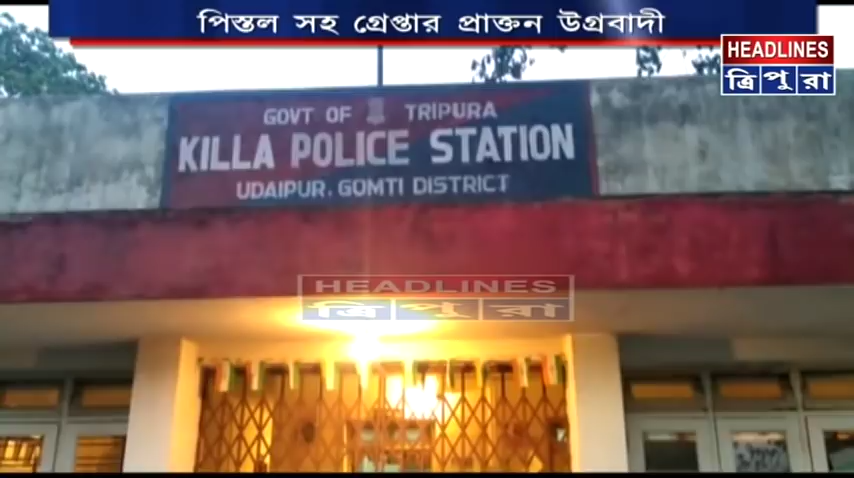 পিস্তল সহ গ্রেপ্তার প্রাক্তন উগ্রবাদী
HEADLINES
ত্রিপুরা
GOVT OF TRIPURA
KILLA POLICE STATION
UDAIPUR. GOMTI DISTRICT
HEADLINES
ত্রিপুরা